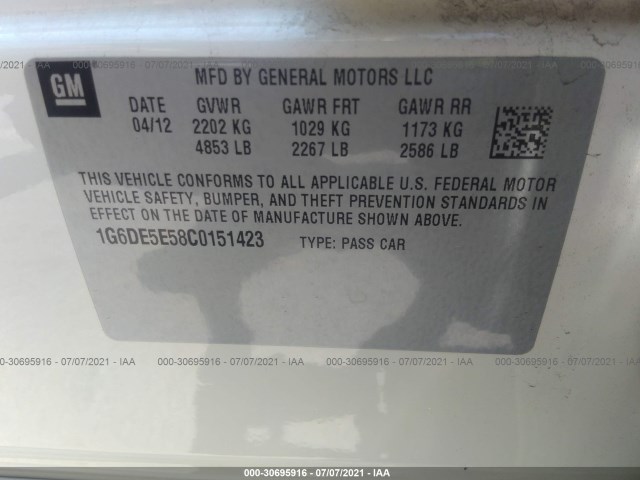 7/2021 - IAA 000-30695916 - 07/07/2021 - IAA 000-30695916 - 07/07/2021
GM MFD BY GENERAL MOTORS LLC
DATE GVWR GAWR FRT GAWR RR
04/12 2202 KG 1029 KG 1173 KG
4853 LB 2267 LB 2586 LB
THIS VEHICLE CONFORMS TO ALL APPLICABLE U.S. FEDERAL MOTOR
VEHICLE SAFETY, BUMPER, AND THEFT PREVENTION STANDARDS IN
EFFECT ON THE DATE OF MANUFACTURE SHOWN ABOVE.
1G6DE5E58C0151423 TYPE: PASS CAR
000-30695916 - 07/07/2021 - IAA 000-30695916 - 07/07/2021 - IAA 000
000-30695916 - 07/07/2021 - IAA